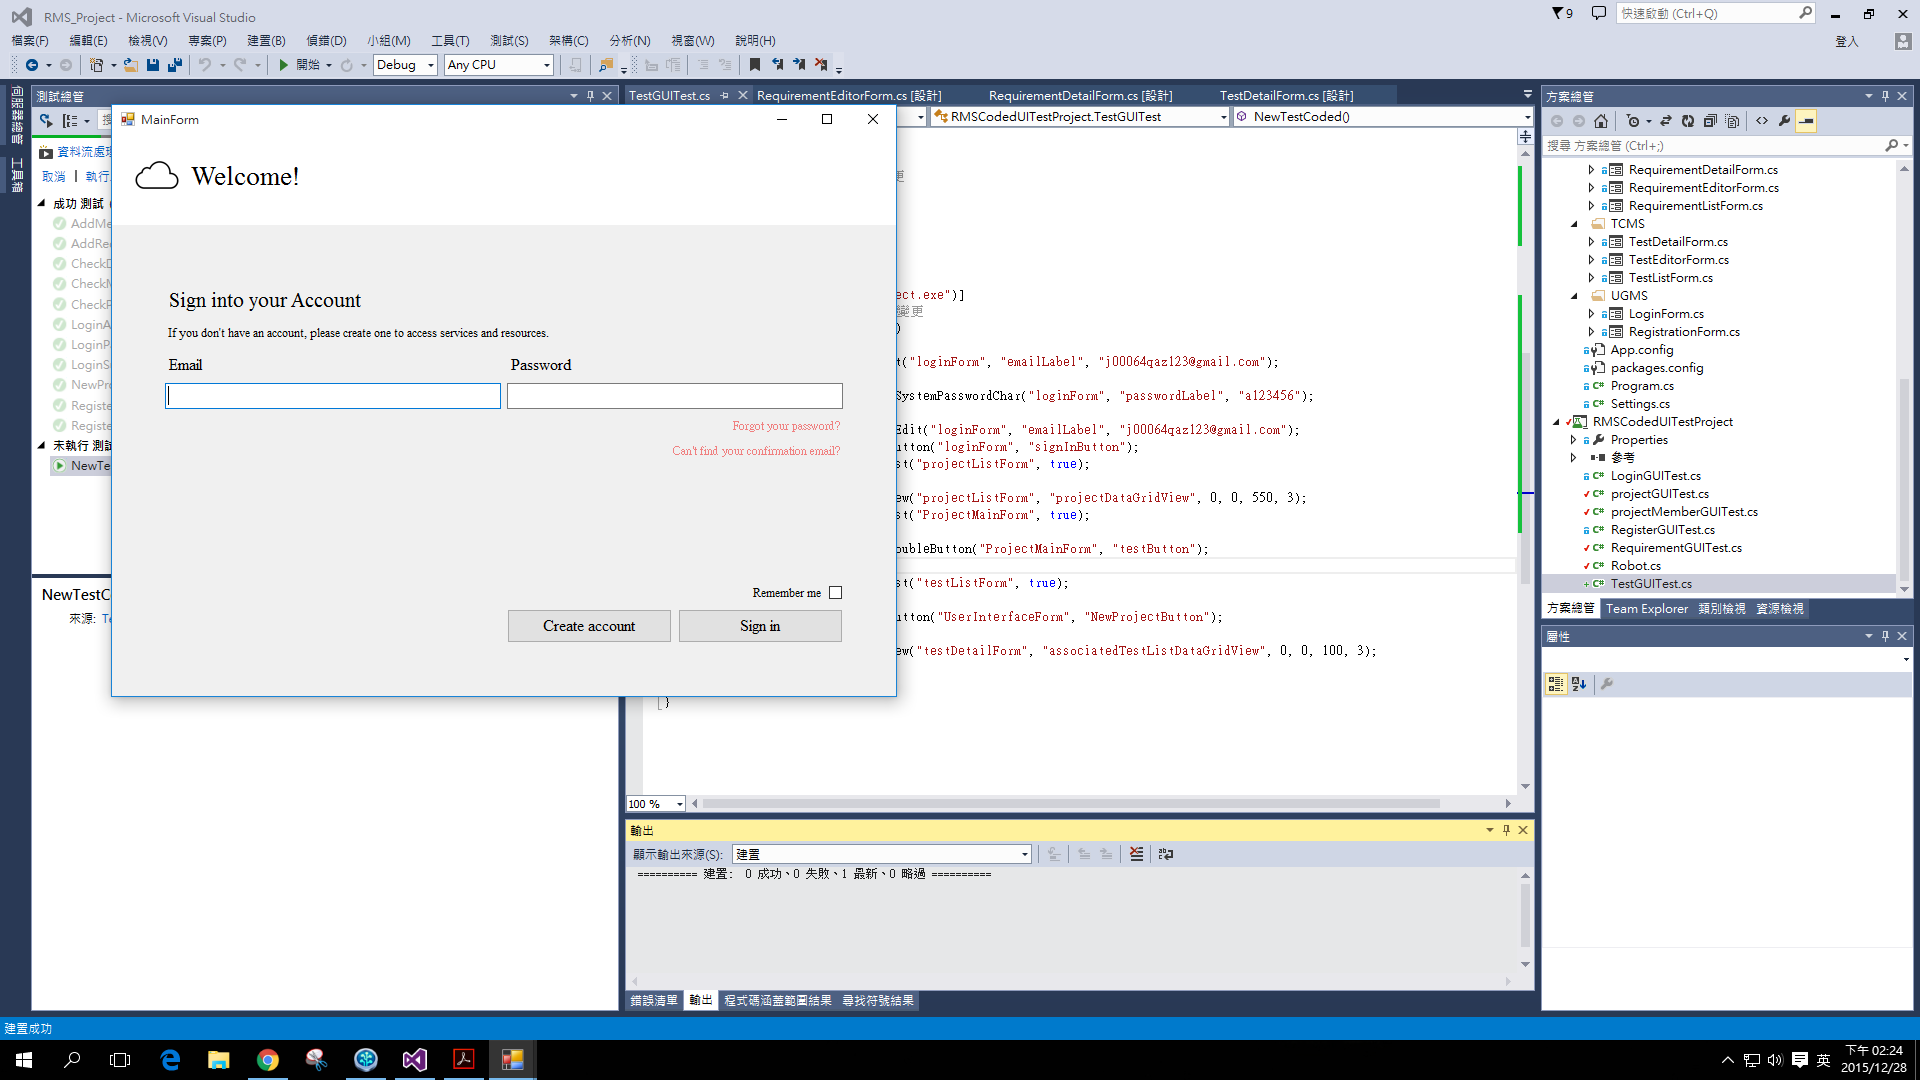 RMS_Project - Microsoft Visual Studio
9
快速啟動 (Ctrl+Q)
檔案(F) 編輯(E) 檢視(V) 專案(P) 建置(B) 偵錯(D) 小組(M) 工具(T) 測試(S) 架構(C) 分析(N) 視窗(W) 說明(H)
登入
開始 Debug Any CPU
伺服器總管
工具箱
測試總管
資料流處理
取消 執行
成功 測試
AddMe
AddRe
CheckD
CheckM
CheckP
LoginA
LoginP
LoginS
NewPro
Registe
Registe
未執行 測試
NewTe
NewTestC
來源: Te
MainForm
Welcome!
Sign into your Account
If you don't have an account, please create one to access services and resources.
Email Password
Forgot your password?
Can't find your confirmation email?
Remember me
Create account Sign in
TestGUITest.cs RequirementEditorForm.cs [設計] RequirementDetailForm.cs [設計] TestDetailForm.cs [設計]
RMSCodedUITestProject.TestGUITest NewTestCoded()
更
ect.exe")]
變更
)
t("loginForm", "emailLabel", "j00064qaz123@gmail.com");
SystemPasswordChar("loginForm", "passwordLabel", "a123456");
Edit("loginForm", "emailLabel", "j00064qaz123@gmail.com");
utton("loginForm", "signInButton");
st("projectListForm", true);
ew("projectListForm", "projectDataGridView", 0, 0, 550, 3);
st("ProjectMainForm", true);
oubleButton("ProjectMainForm", "testButton");
st("testListForm", true);
utton("UserInterfaceForm", "NewProjectButton");
ew("testDetailForm", "associatedTestListDataGridView", 0, 0, 100, 3);
}
100 %
輸出
顯示輸出來源(S): 建置
========== 建置: 0 成功、0 失敗、1 最新、0 略過 ==========
錯誤清單 輸出 程式碼涵蓋範圍結果 尋找符號結果
方案總管
搜尋 方案總管 (Ctrl+;)
RequirementDetailForm.cs
RequirementEditorForm.cs
RequirementListForm.cs
TCMS
TestDetailForm.cs
TestEditorForm.cs
TestListForm.cs
UGMS
LoginForm.cs
RegistrationForm.cs
App.config
packages.config
Program.cs
Settings.cs
RMSCodedUITestProject
Properties
參考
LoginGUITest.cs
projectGUITest.cs
projectMemberGUITest.cs
RegisterGUITest.cs
RequirementGUITest.cs
Robot.cs
TestGUITest.cs
方案總管 Team Explorer 類別檢視 資源檢視
屬性
建置成功
英
下午 02:24
2015/12/28